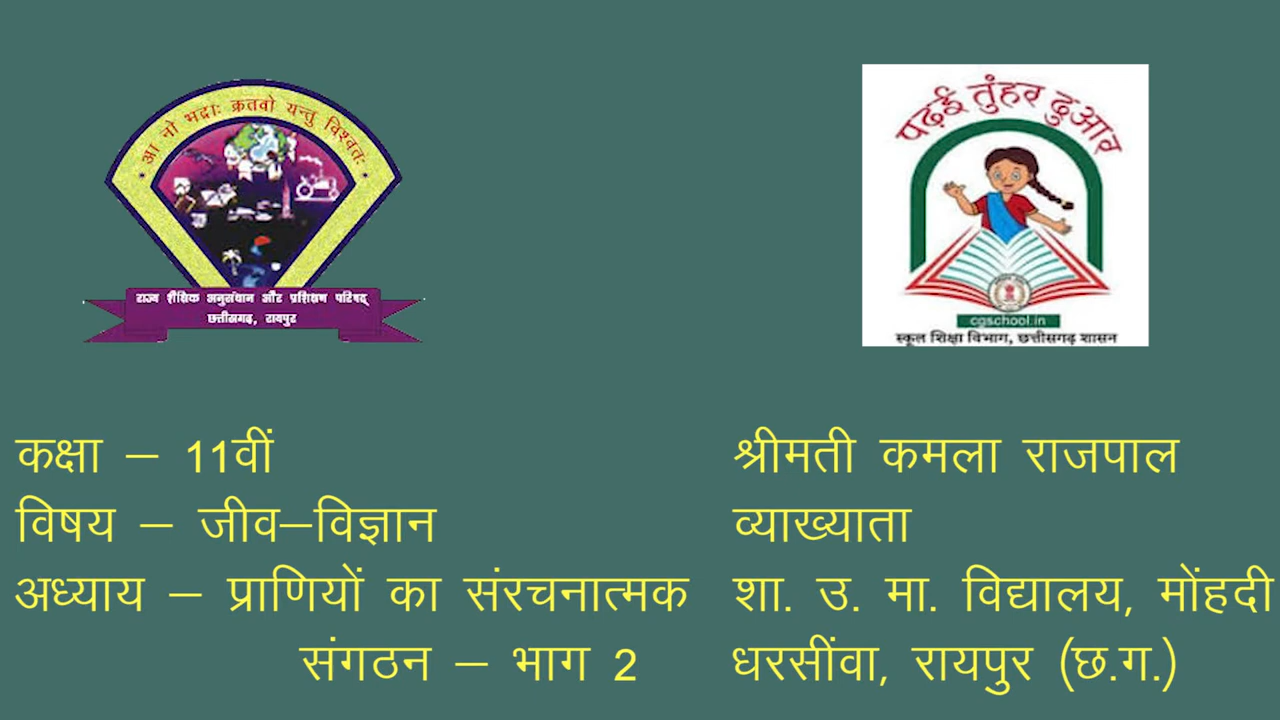 आ नो भद्राः क्रतवो यन्तु विश्वतः
राज्य शैक्षिक अनुसंधान और प्रशिक्षण परिषद्
छत्तीसगढ़, रायपुर
पढ़ई तुंहर दुआर
cgschool.in
स्कूल शिक्षा विभाग, छत्तीसगढ़ शासन
कक्षा – 11वीं
विषय – जीव–विज्ञान
अध्याय – प्राणियों का संरचनात्मक
संगठन – भाग 2
श्रीमती कमला राजपाल
व्याख्याता
शा. उ. मा. विद्यालय, मोंहदी
धरसींवा, रायपुर (छ.ग.)